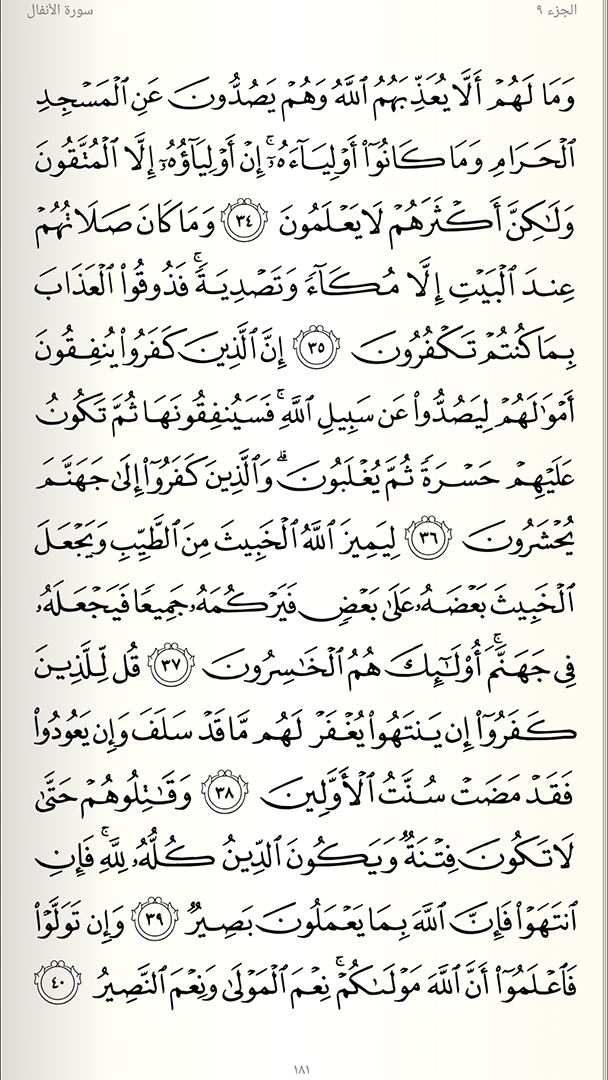 الجزء ٩
سورة الأنفال
وَمَا لَهُمْ أَلَّا يُعَذِّبَهُمُ ٱللَّهُ وَهُمْ يَصُدُّونَ عَنِ ٱلْمَسْجِدِ
ٱلْحَرَامِ وَمَا كَانُوٓا۟ أَوْلِيَآءَهُۥٓ ۚ إِنْ أَوْلِيَآؤُهُۥٓ إِلَّا ٱلْمُتَّقُونَ
وَلَـٰكِنَّ أَكْثَرَهُمْ لَا يَعْلَمُونَ ٣٤ وَمَا كَانَ صَلَاتُهُمْ
عِندَ ٱلْبَيْتِ إِلَّا مُكَآءً وَتَصْدِيَةً ۚ فَذُوقُوا۟ ٱلْعَذَابَ
بِمَا كُنتُمْ تَكْفُرُونَ ٣٥ إِنَّ ٱلَّذِينَ كَفَرُوا۟ يُنفِقُونَ
أَمْوَٰلَهُمْ لِيَصُدُّوا۟ عَن سَبِيلِ ٱللَّهِ ۚ فَسَيُنفِقُونَهَا ثُمَّ تَكُونُ
عَلَيْهِمْ حَسْرَةً ثُمَّ يُغْلَبُونَ ۗ وَٱلَّذِينَ كَفَرُوٓا۟ إِلَىٰ جَهَنَّمَ
يُحْشَرُونَ ٣٦ لِيَمِيزَ ٱللَّهُ ٱلْخَبِيثَ مِنَ ٱلطَّيِّبِ وَيَجْعَلَ
ٱلْخَبِيثَ بَعْضَهُۥ عَلَىٰ بَعْضٍ فَيَرْكُمَهُۥ جَمِيعًا فَيَجْعَلَهُۥ
فِى جَهَنَّمَ ۚ أُو۟لَـٰٓئِكَ هُمُ ٱلْخَـٰسِرُونَ ٣٧ قُل لِّلَّذِينَ
كَفَرُوٓا۟ إِن يَنتَهُوا۟ يُغْفَرْ لَهُم مَّا قَدْ سَلَفَ وَإِن يَعُودُوا۟
فَقَدْ مَضَتْ سُنَّتُ ٱلْأَوَّلِينَ ٣٨ وَقَـٰتِلُوهُمْ حَتَّىٰ
لَا تَكُونَ فِتْنَةٌ وَيَكُونَ ٱلدِّينُ كُلُّهُۥ لِلَّهِ ۚ فَإِنِ
ٱنتَهَوْا۟ فَإِنَّ ٱللَّهَ بِمَا يَعْمَلُونَ بَصِيرٌ ٣٩ وَإِن تَوَلَّوْا۟
فَٱعْلَمُوٓا۟ أَنَّ ٱللَّهَ مَوْلَىٰكُمْ ۚ نِعْمَ ٱلْمَوْلَىٰ وَنِعْمَ ٱلنَّصِيرُ ٤٠
١٨١